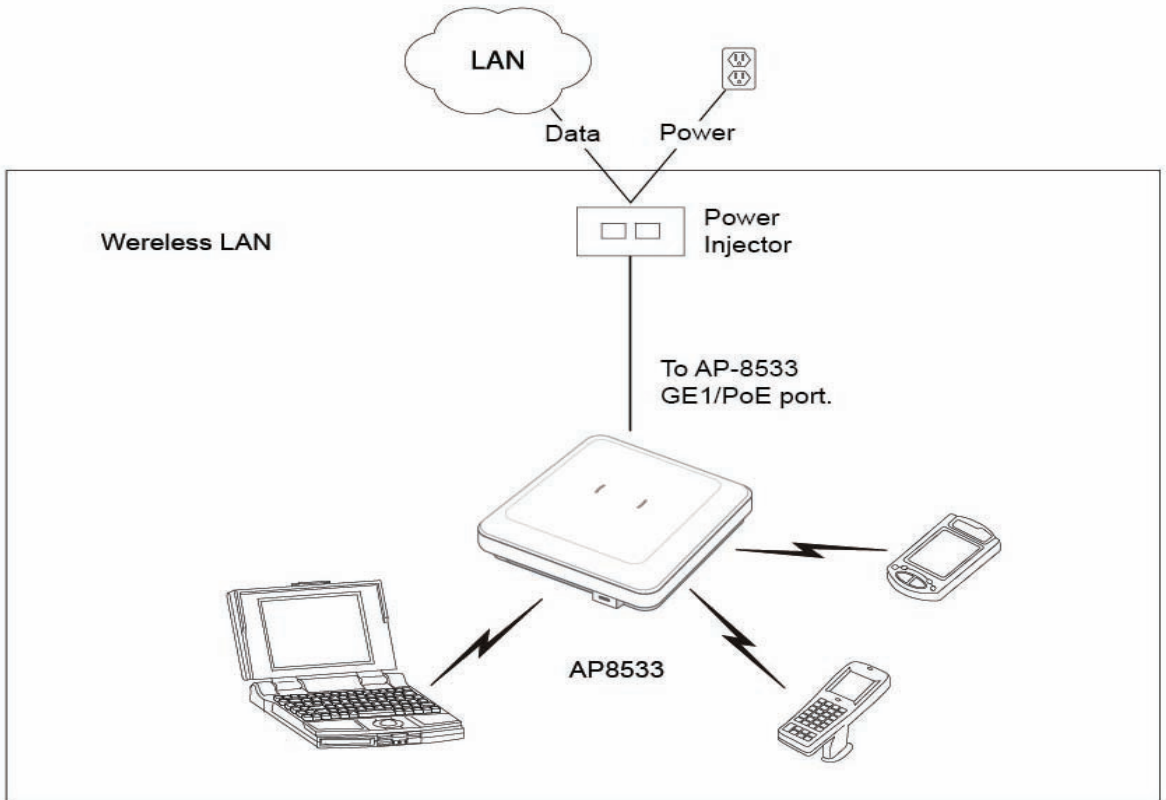 LAN
Data
Power
Wereless LAN
Power
Injector
To AP-8533
GE1/PoE port.
AP8533